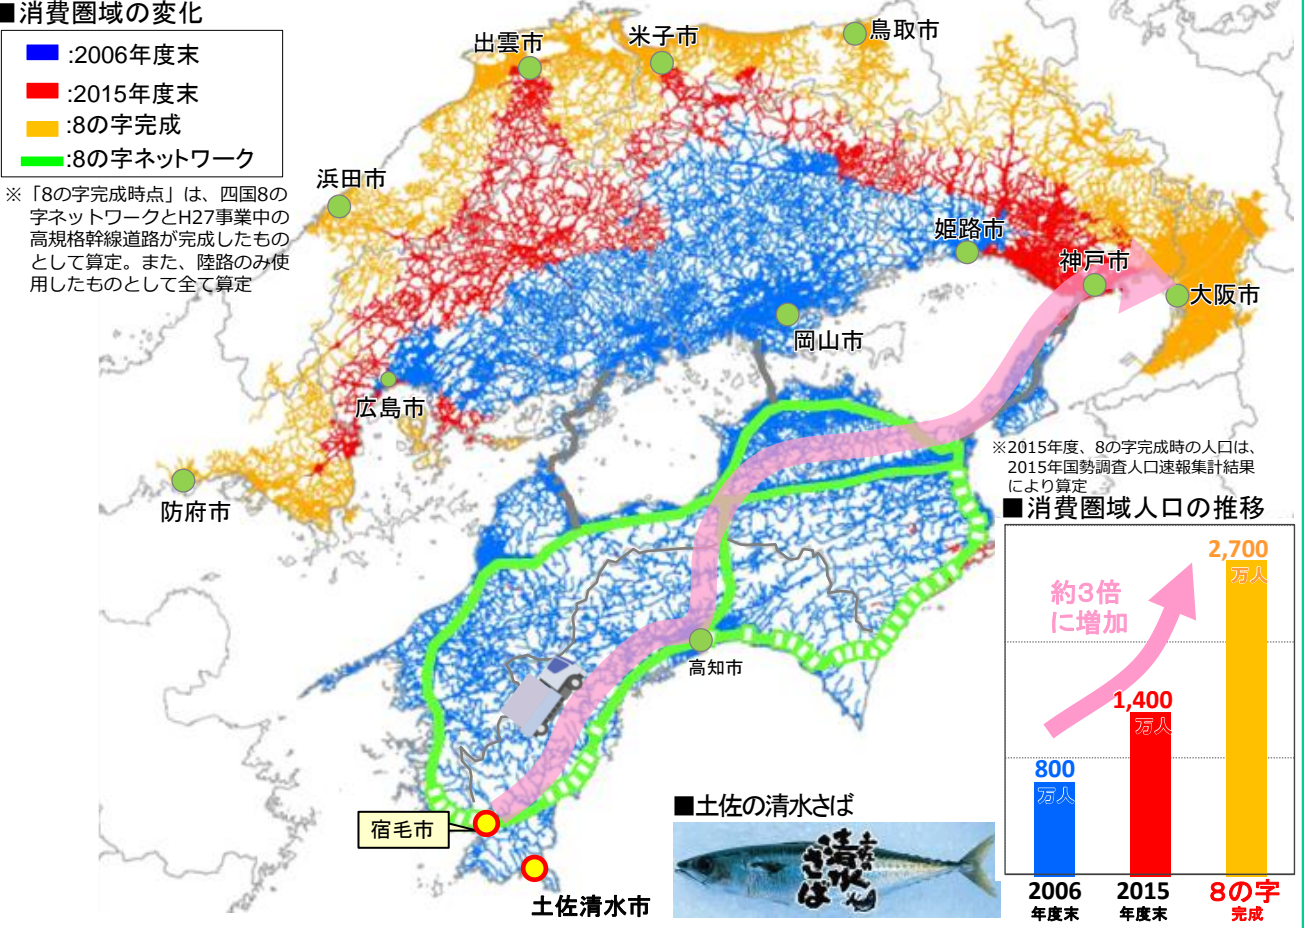 ■消費圏域の変化
:2006年度末
:2015年度末
:8の字完成
:8の字ネットワーク
※「8の字完成時点」は、四国8の
字ネットワークとH27事業中の
高規格幹線道路が完成したもの
として算定。また、陸路のみ使
用したものとして全て算定
出雲市
米子市
鳥取市
浜田市
姫路市
神戸市
大阪市
岡山市
広島市
防府市
高知市
宿毛市
土佐清水市
※2015年度、8の字完成時の人口は、
2015年国勢調査人口速報集計結果
により算定
■消費圏域人口の推移
2,700
万人
約3倍
に増加
1,400
万人
800
万人
2006
年度末
2015
年度末
8の字
完成
■土佐の清水さば
土佐の
清水
さば